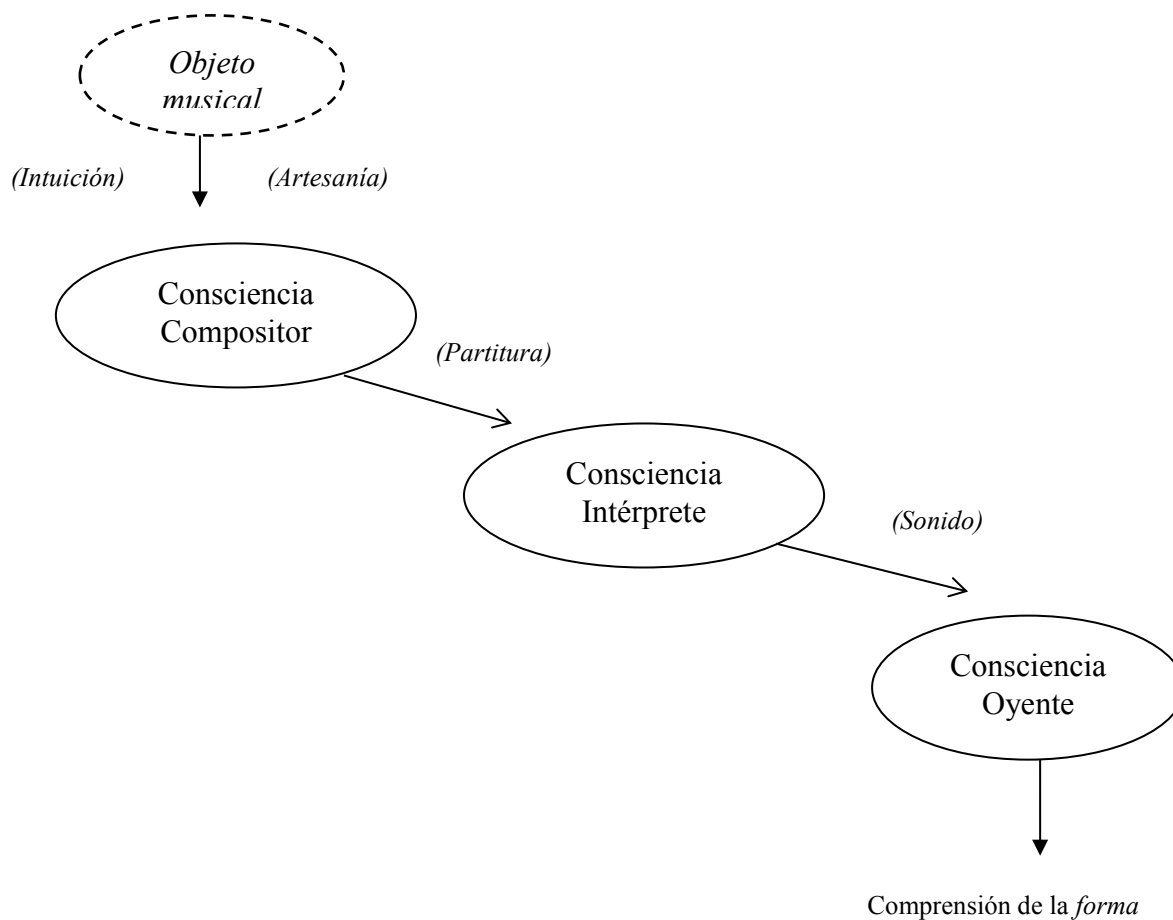 Objeto
musical
(Intuición) (Artesanía)
Consciencia
Compositor
(Partitura)
Consciencia
Intérprete
(Sonido)
Consciencia
Oyente
Comprensión de la forma